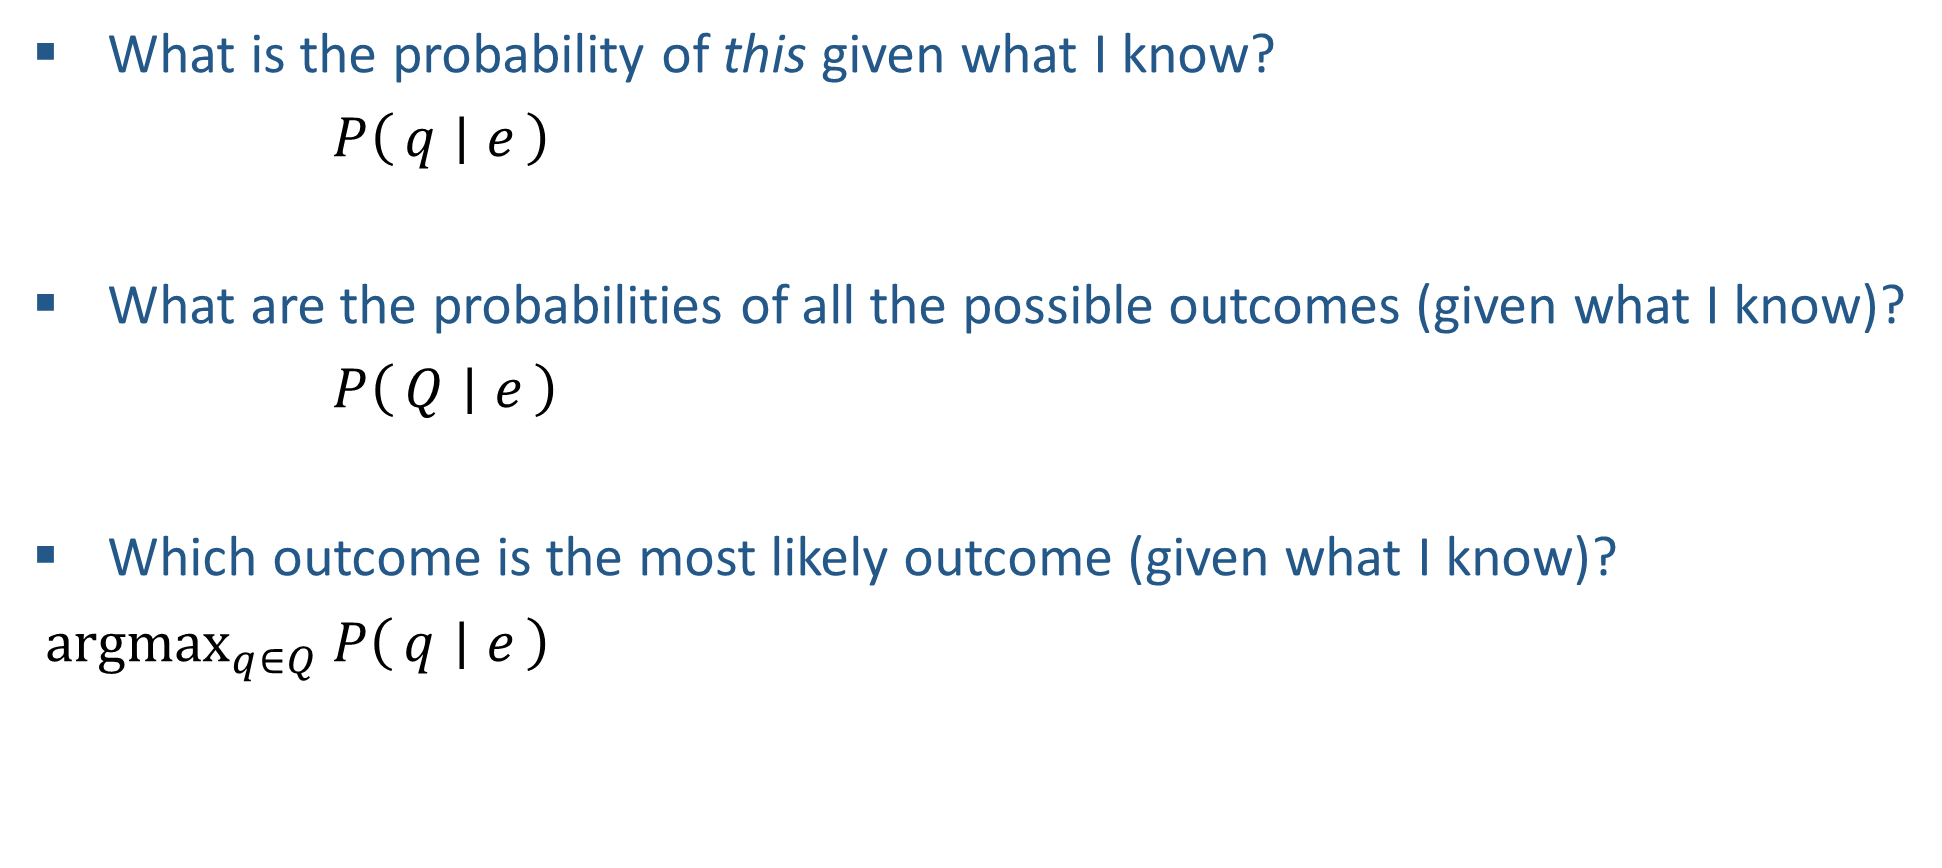 ▪ What is the probability of this given what I know?
P( q | e )
▪ What are the probabilities of all the possible outcomes (given what I know)?
P( Q | e )
▪ Which outcome is the most likely outcome (given what I know)?
argmax_{q∈Q} P( q | e )